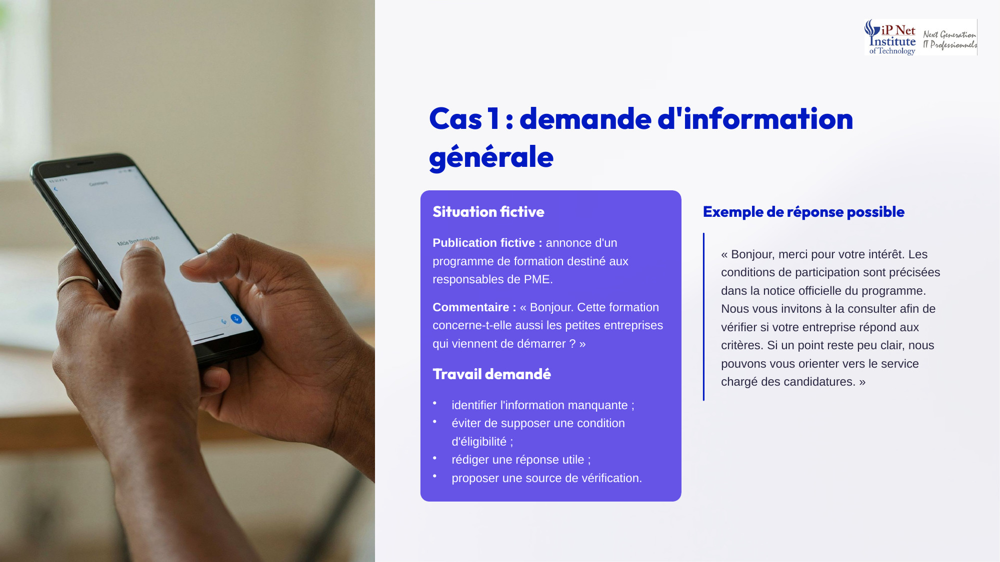 iP Net
Institute
of Technology
Next Generation
IT Professionnels
Cas 1 : demande d'information
générale
Situation fictive
Publication fictive : annonce d'un
programme de formation destiné aux
responsables de PME.
Commentaire : « Bonjour. Cette formation
concerne-t-elle aussi les petites entreprises
qui viennent de démarrer ? »
Travail demandé
• identifier l'information manquante ;
• éviter de supposer une condition
d'éligibilité ;
• rédiger une réponse utile ;
• proposer une source de vérification.
Exemple de réponse possible
« Bonjour, merci pour votre intérêt. Les
conditions de participation sont précisées
dans la notice officielle du programme.
Nous vous invitons à la consulter afin de
vérifier si votre entreprise répond aux
critères. Si un point reste peu clair, nous
pouvons vous orienter vers le service
chargé des candidatures. »